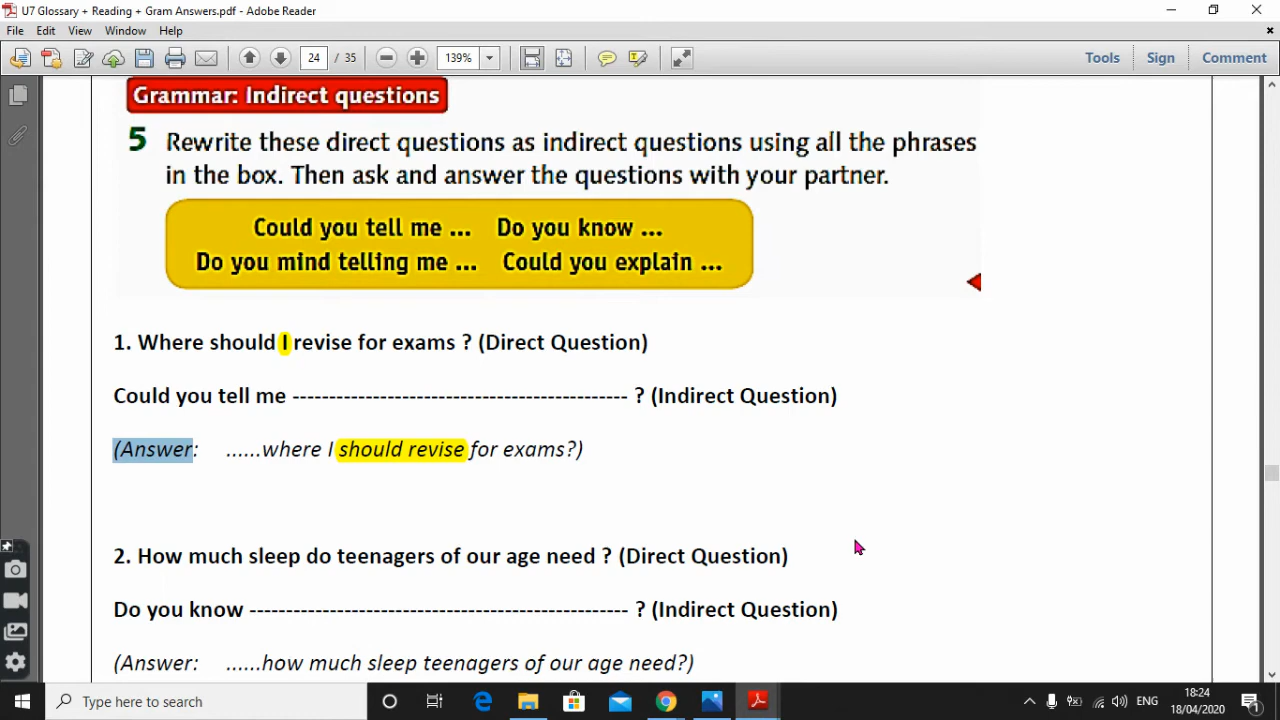 U7 Glossary + Reading + Gram Answers.pdf - Adobe Reader
File Edit View Window Help
24 / 35 139% Tools Sign Comment
Grammar: Indirect questions
5 Rewrite these direct questions as indirect questions using all the phrases
in the box. Then ask and answer the questions with your partner.
Could you tell me ... Do you know ...
Do you mind telling me ... Could you explain ...
1. Where should I revise for exams ? (Direct Question)
Could you tell me ---------------------------------------------- ? (Indirect Question)
(Answer: ......where I should revise for exams?)
2. How much sleep do teenagers of our age need ? (Direct Question)
Do you know ---------------------------------------------------- ? (Indirect Question)
(Answer: ......how much sleep teenagers of our age need?)
Type here to search
ENG
18:24
18/04/2020
1